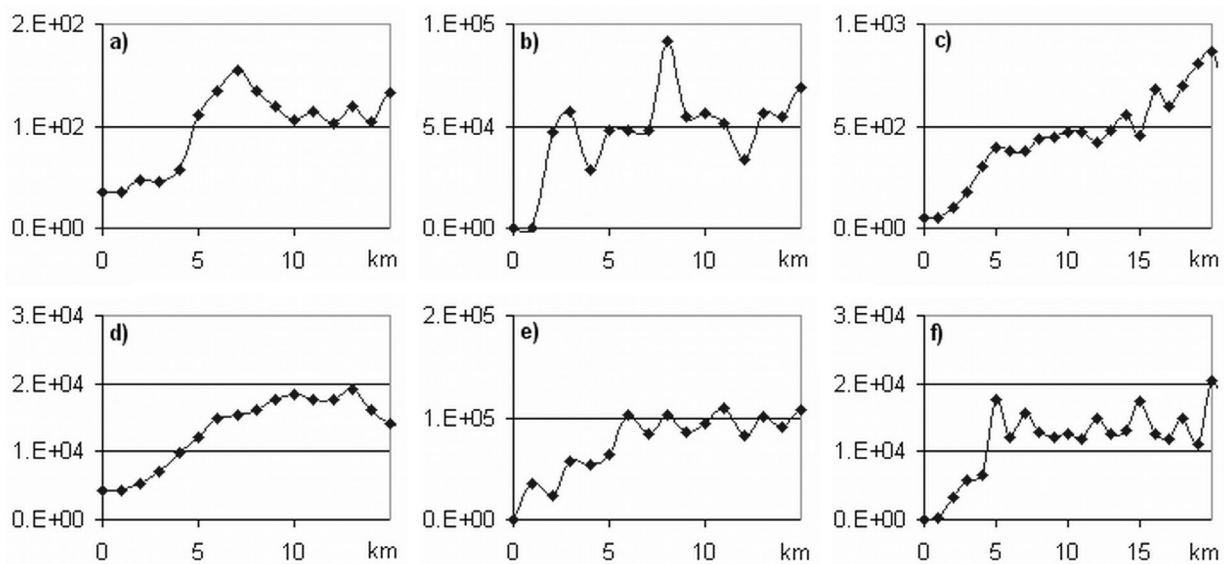 2.E+02
a)
1.E+02
0.E+00
0 5 10 km
1.E+05
b)
5.E+04
0.E+00
0 5 10 km
1.E+03
c)
5.E+02
0.E+00
0 5 10 15 km
3.E+04
d)
2.E+04
1.E+04
0.E+00
0 5 10 km
2.E+05
e)
1.E+05
0.E+00
0 5 10 km
3.E+04
f)
2.E+04
1.E+04
0.E+00
0 5 10 15 km